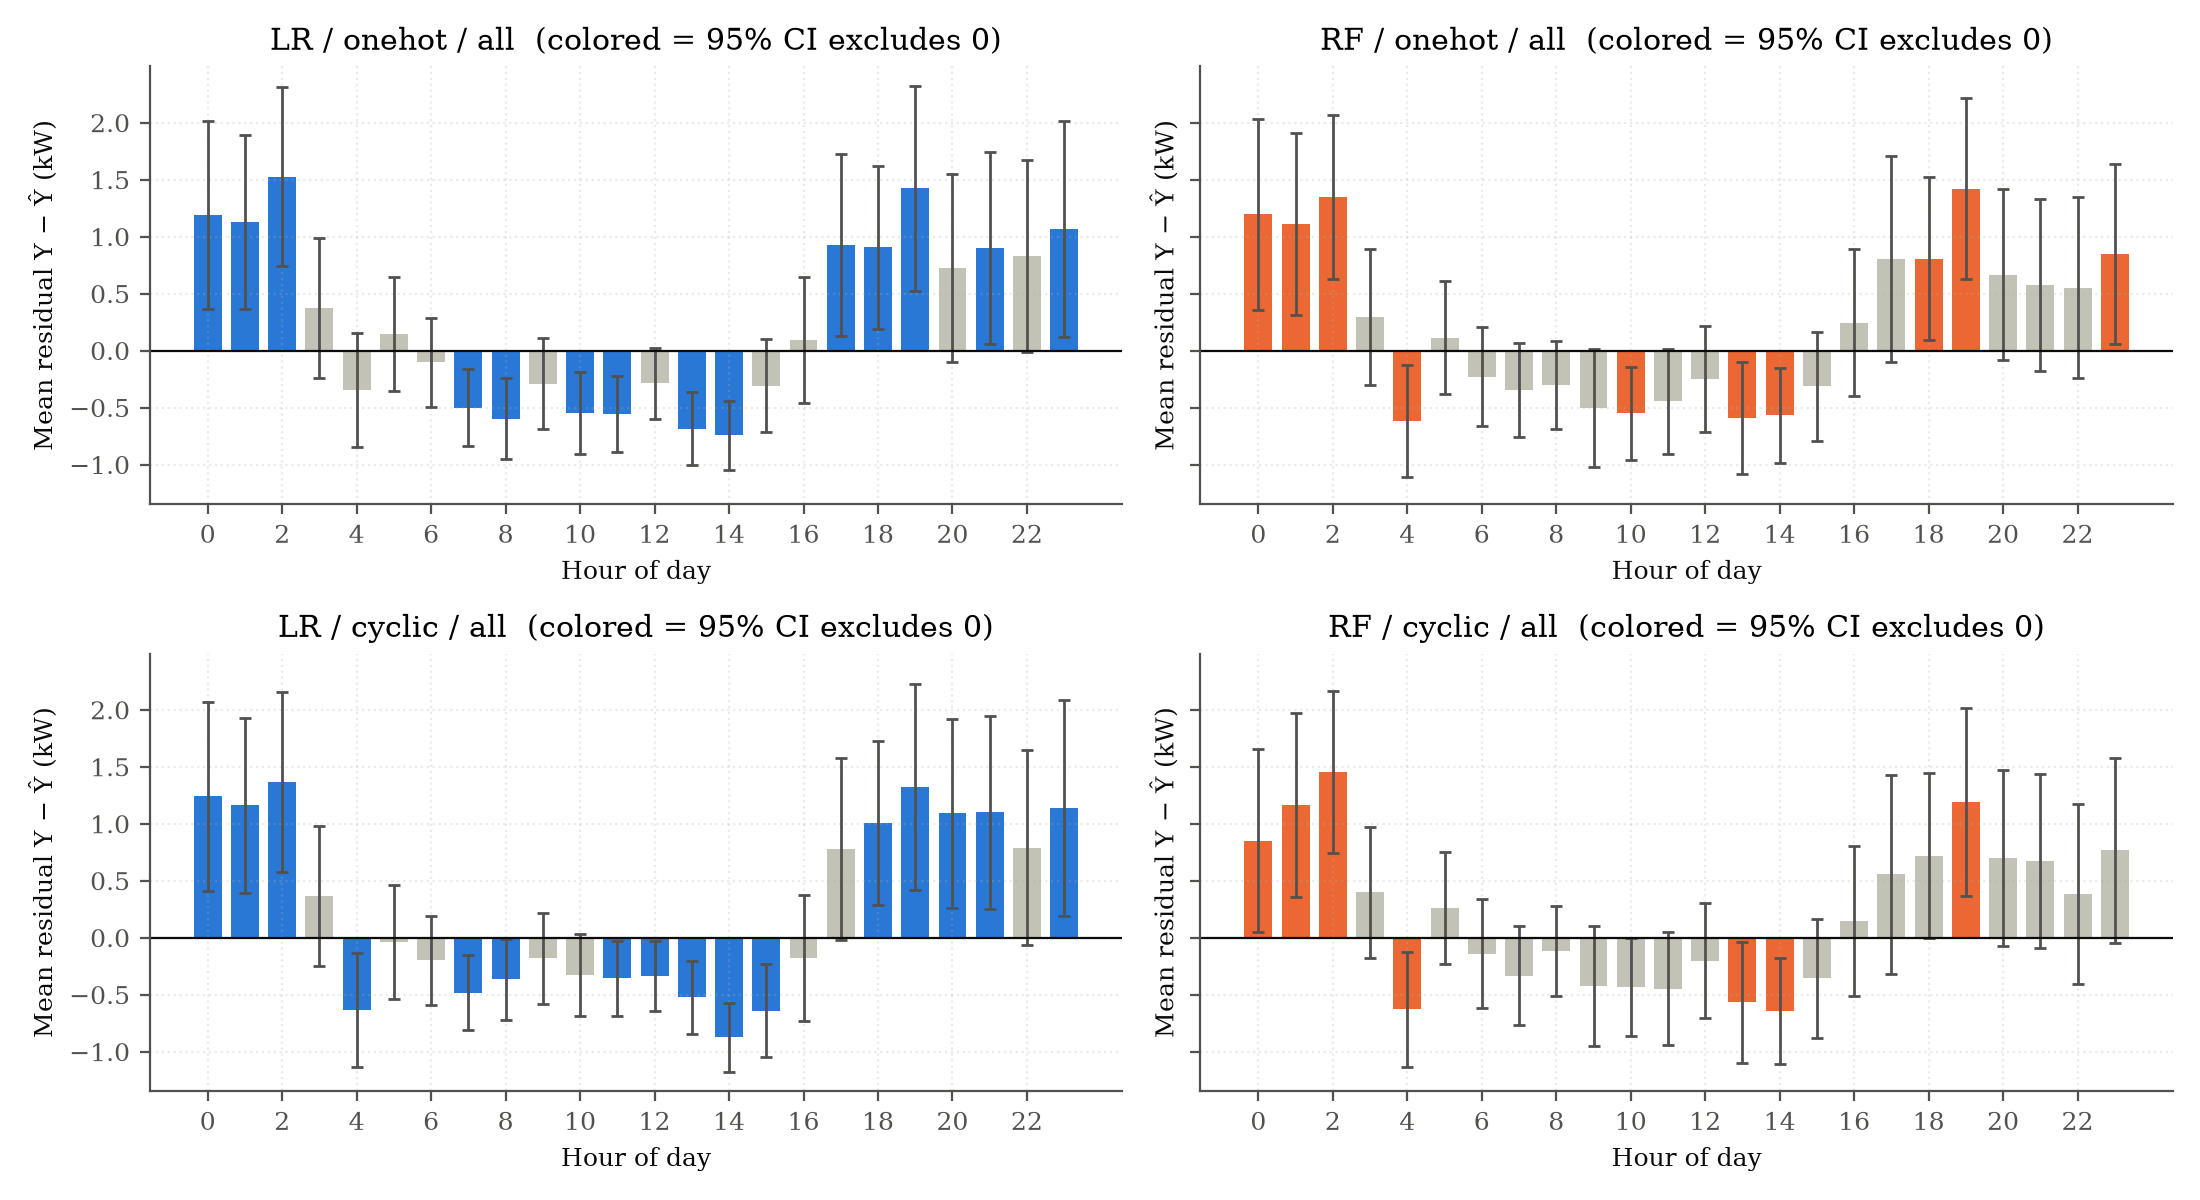 LR / onehot / all  (colored = 95% CI excludes 0)
Mean residual Y − Ŷ (kW)
2.0
1.5
1.0
0.5
0.0
−0.5
−1.0
0 2 4 6 8 10 12 14 16 18 20 22
Hour of day
RF / onehot / all  (colored = 95% CI excludes 0)
Mean residual Y − Ŷ (kW)
0 2 4 6 8 10 12 14 16 18 20 22
Hour of day
LR / cyclic / all  (colored = 95% CI excludes 0)
Mean residual Y − Ŷ (kW)
2.0
1.5
1.0
0.5
0.0
−0.5
−1.0
0 2 4 6 8 10 12 14 16 18 20 22
Hour of day
RF / cyclic / all  (colored = 95% CI excludes 0)
Mean residual Y − Ŷ (kW)
0 2 4 6 8 10 12 14 16 18 20 22
Hour of day